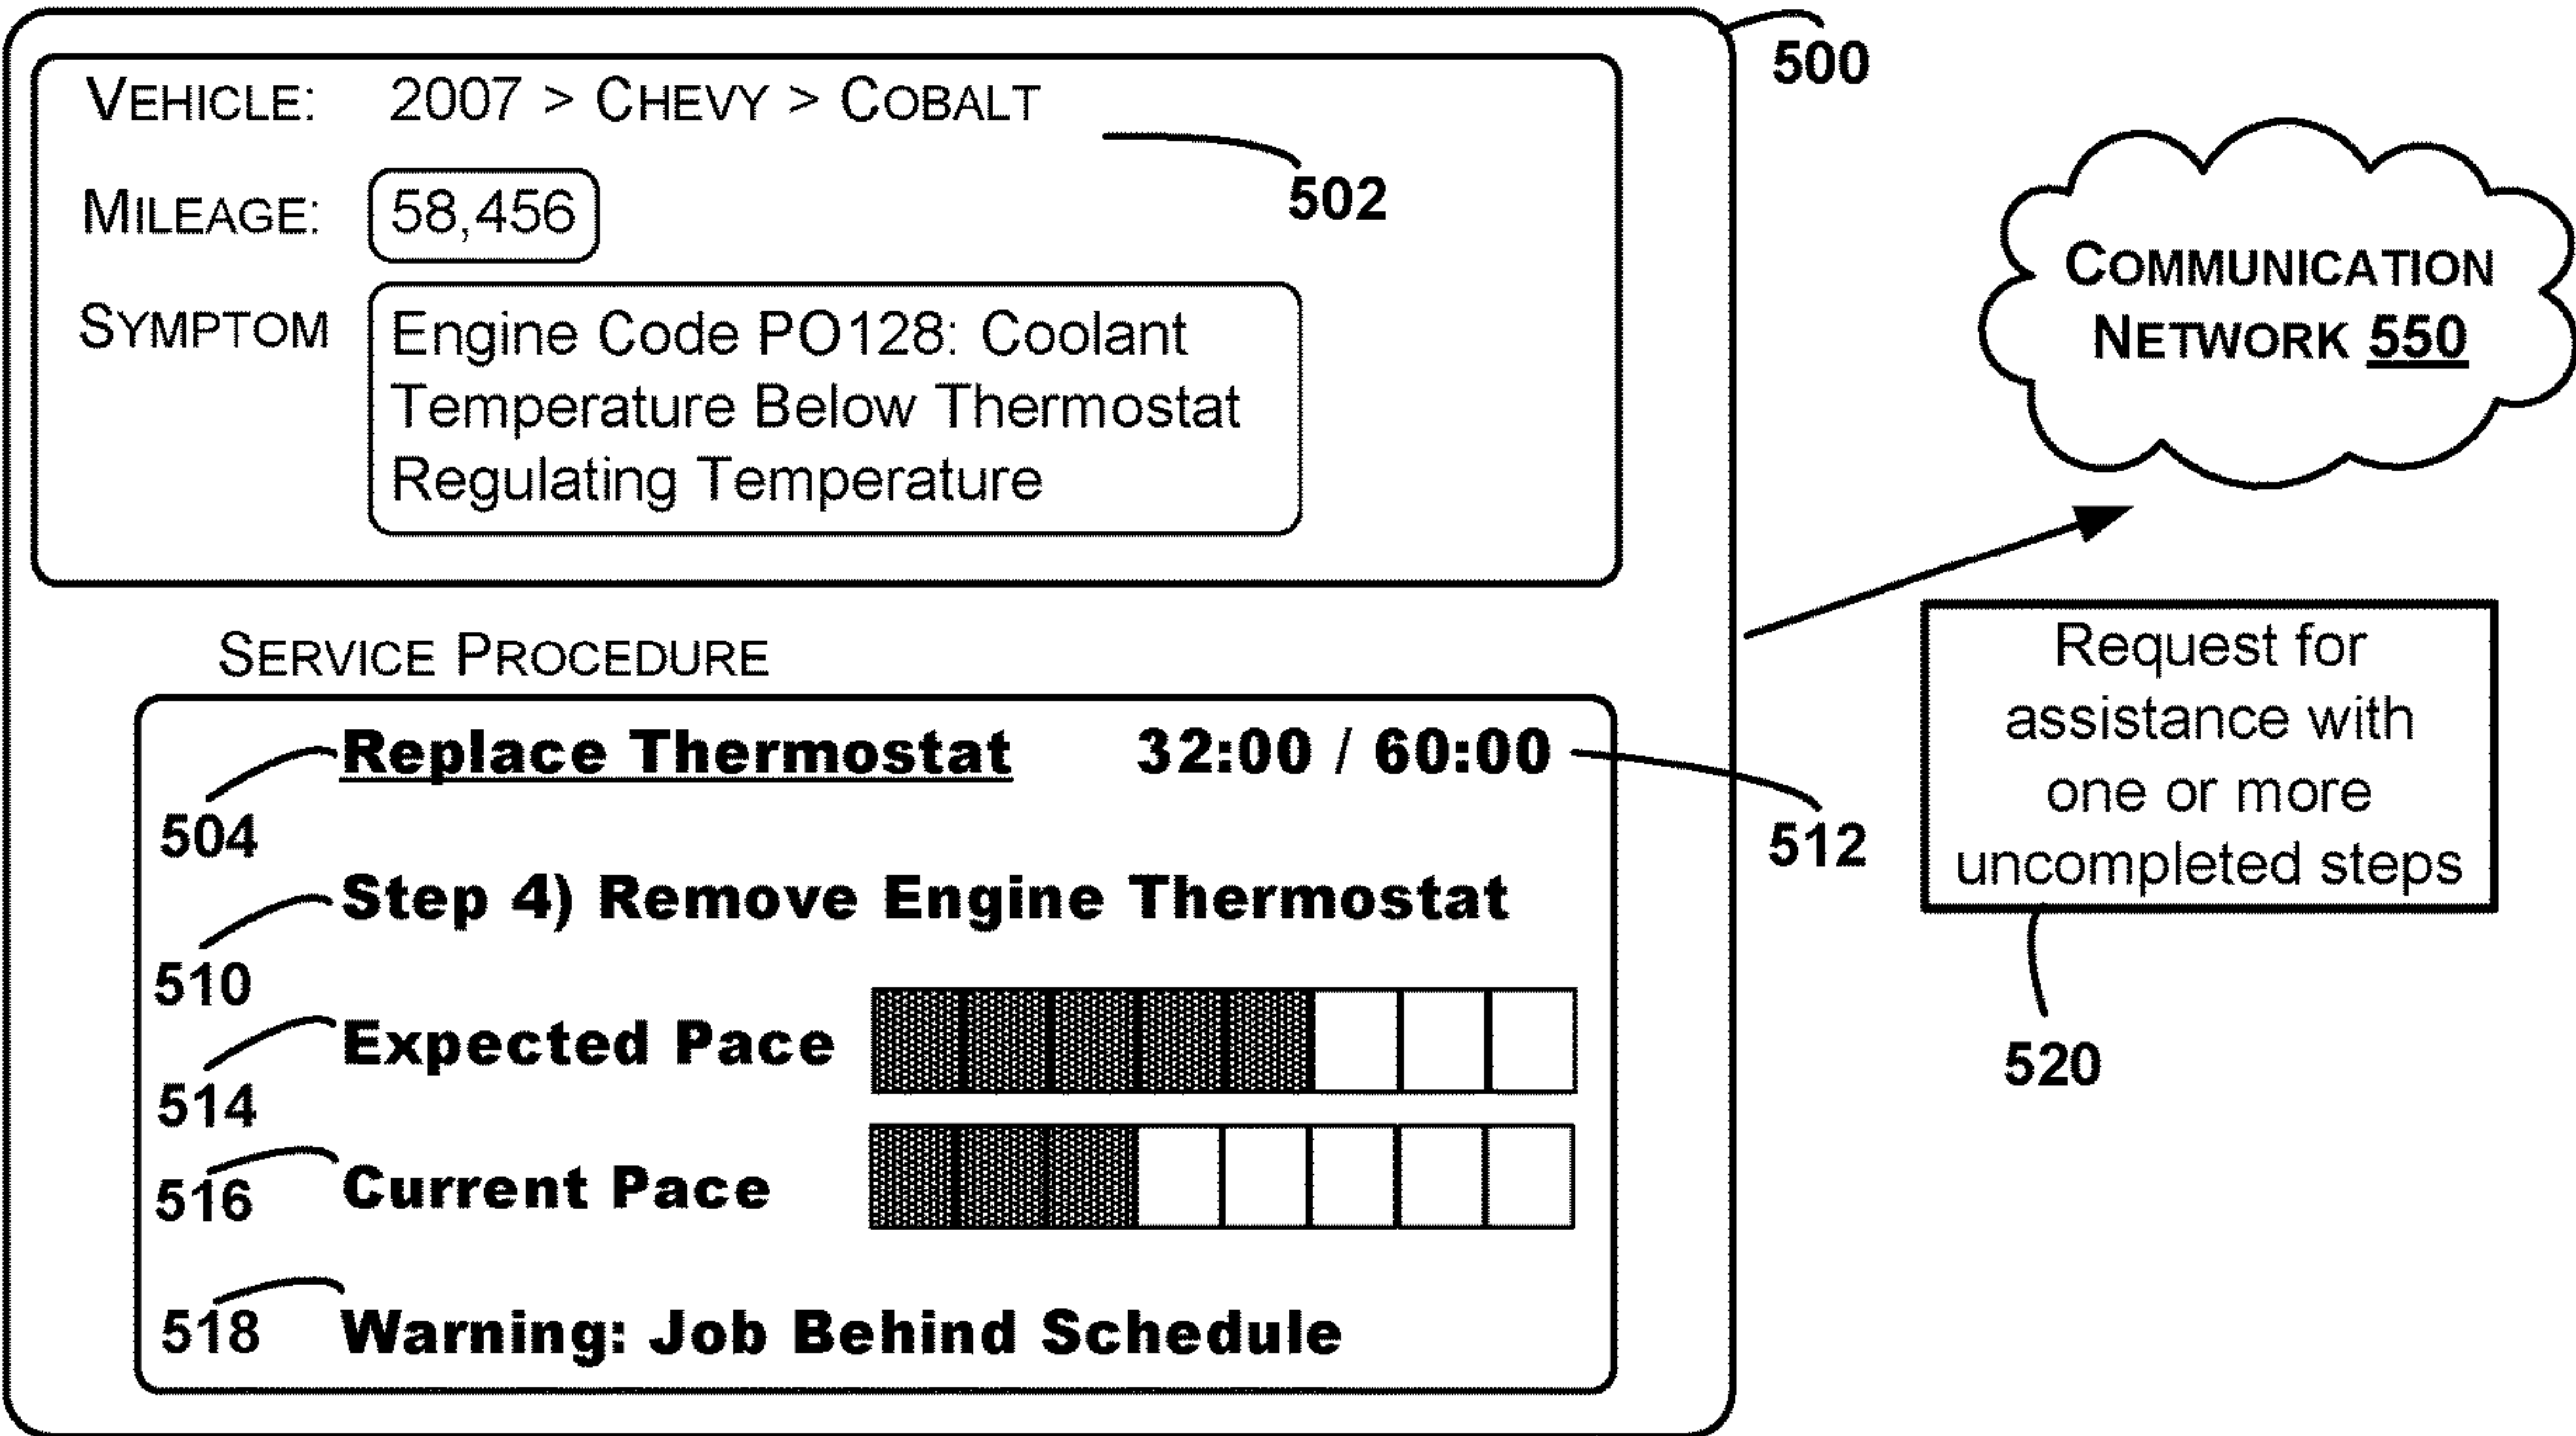 500
VEHICLE: 2007 > CHEVY > COBALT
502
MILEAGE: 58,456
SYMPTOM
Engine Code PO128: Coolant
Temperature Below Thermostat
Regulating Temperature
COMMUNICATION
NETWORK 550
SERVICE PROCEDURE
Replace Thermostat 32:00 / 60:00
504
512
Step 4) Remove Engine Thermostat
510
Expected Pace
514
Current Pace
516
Warning: Job Behind Schedule
518
Request for
assistance with
one or more
uncompleted steps
520